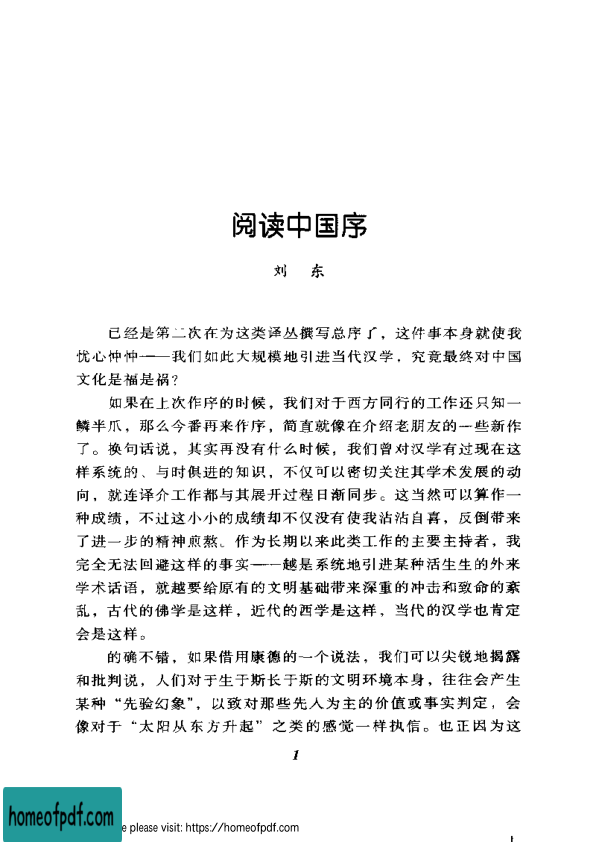 阅读中国序
刘 东
已经是第二次在为这类译丛撰写总序了，这件事本身就使我
忧心忡忡——我们如此大规模地引进当代汉学，究竟最终对中国
文化是福是祸？
如果在上次作序的时候，我们对于西方同行的工作还只知一
鳞半爪，那么今番再来作序，简直就像在介绍老朋友的一些新作
了。换句话说，其实再没有什么时候，我们曾对汉学有过现在这
样系统的、与时俱进的知识，不仅可以密切关注其学术发展的动
向，就连译介工作都与其展开过程日渐同步。这当然可以算作一
种成绩，不过这小小的成绩却不仅没有使我沾沾自喜，反倒带来
了进一步的精神煎熬。作为长期以来此类工作的主要主持者，我
完全无法回避这样的事实——越是系统地引进某种活生生的外来
学术话语，就越要给原有的文明基础带来深重的冲击和致命的紊
乱，古代的佛学是这样，近代的西学是这样，当代的汉学也肯定
会是这样。
的确不错，如果借用康德的一个说法，我们可以尖锐地揭露
和批判说，人们对于生于斯长于斯的文明环境本身，往往会产生
某种“先验幻象”，以致对那些先入为主的价值或事实判定，会
像对于“太阳从东方升起”之类的感觉一样执信。也正因为这
1
homeofpdf.com
e please visit: https://homeofpdf.com